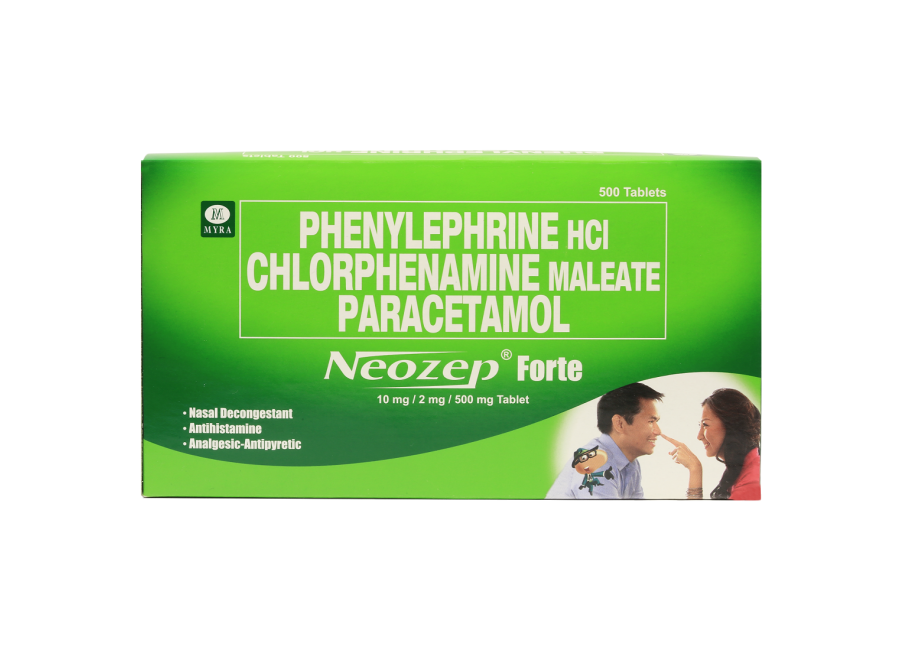 500 Tablets
M
MYRA
PHENYLEPHRINE HCl
CHLORPHENAMINE MALEATE
PARACETAMOL
Neozep® Forte
10 mg / 2 mg / 500 mg Tablet
• Nasal Decongestant
• Antihistamine
• Analgesic-Antipyretic